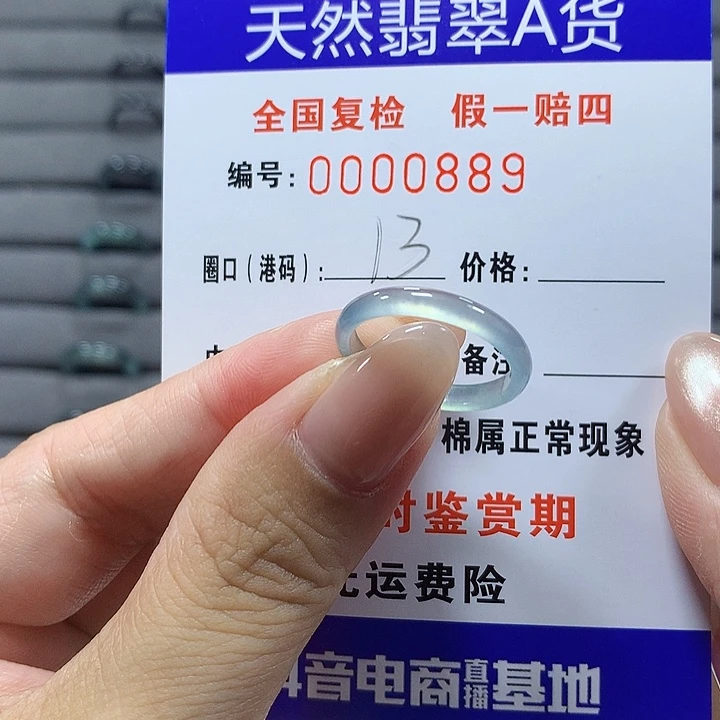 天然翡翠A货
全国复检 假一赔四
编号: 0000889
圈口(港码): 13 价格:
备注
棉属正常现象
时鉴赏期
运费险
音电商直播基地